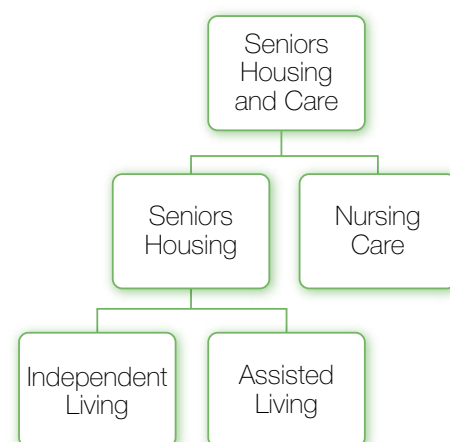 Seniors
Housing
and Care
Seniors
Housing
Nursing
Care
Independent
Living
Assisted
Living